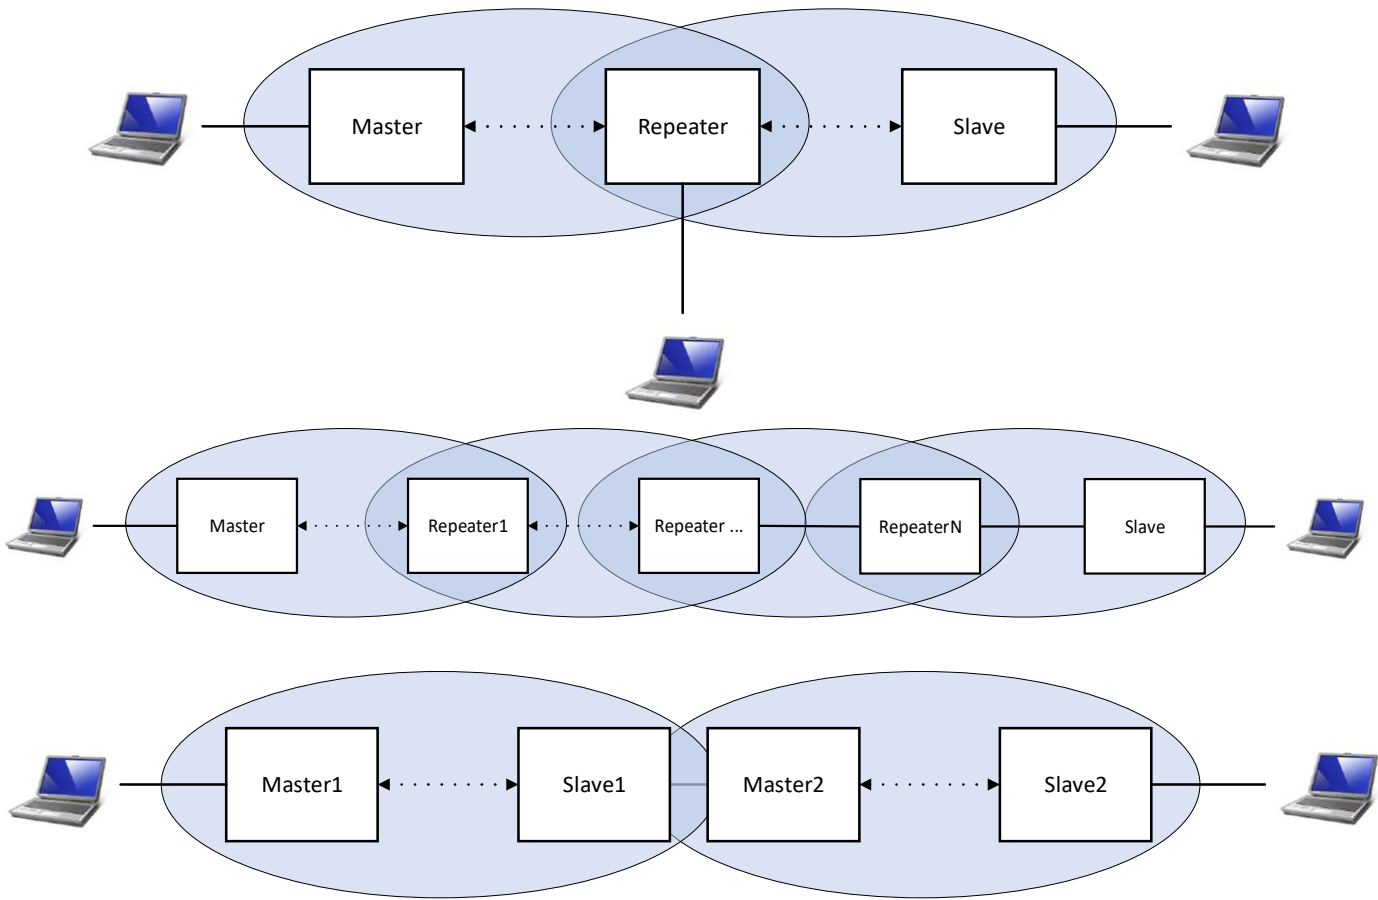 Master
Repeater
Slave
Master
Repeater1
Repeater ...
RepeaterN
Slave
Master1
Slave1
Master2
Slave2